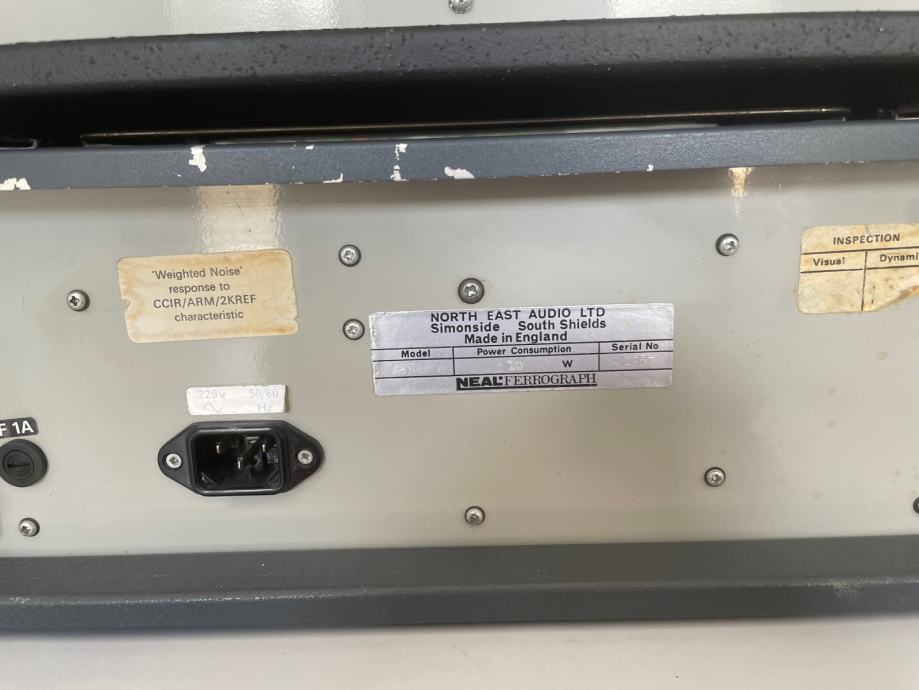 'Weighted Noise'
response to
CCIR/ARM/2KREF
characteristic
INSPECTION
Visual
Dynami
NORTH EAST AUDIO LTD
Simonside South Shields
Made in England
Model Power Consumption Serial No
W
NEAL FERROGRAPH
220v 50/60
Hz
F 1A